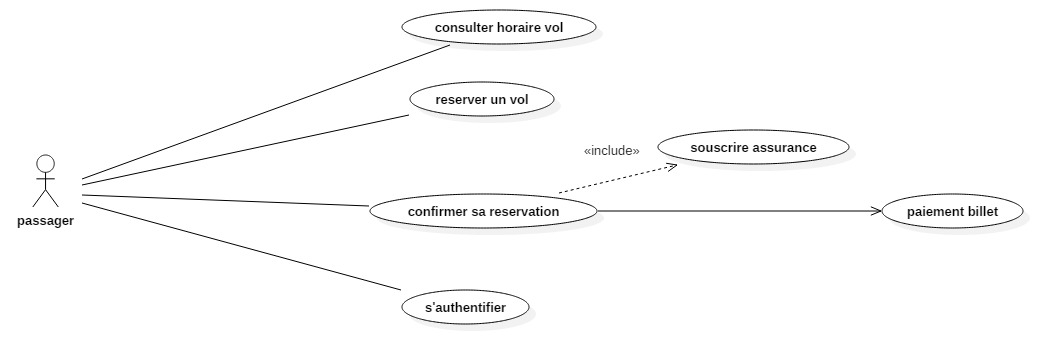 consulter horaire vol
reserver un vol
«include»
souscrire assurance
passager
confirmer sa reservation
paiement billet
s'authentifier